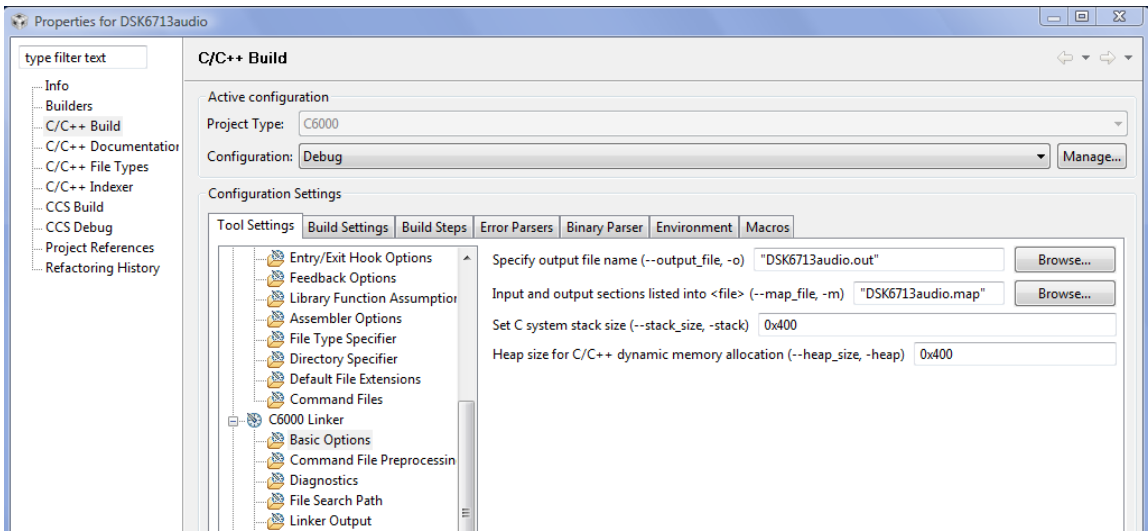 Properties for DSK6713audio
type filter text
Info
Builders
C/C++ Build
C/C++ Documentation
C/C++ File Types
C/C++ Indexer
CCS Build
CCS Debug
Project References
Refactoring History
C/C++ Build
Active configuration
Project Type: C6000
Configuration: Debug Manage...
Configuration Settings
Tool Settings Build Settings Build Steps Error Parsers Binary Parser Environment Macros
Entry/Exit Hook Options
Feedback Options
Library Function Assumption
Assembler Options
File Type Specifier
Directory Specifier
Default File Extensions
Command Files
C6000 Linker
Basic Options
Command File Preprocessin
Diagnostics
File Search Path
Linker Output
Specify output file name (--output_file, -o) "DSK6713audio.out" Browse...
Input and output sections listed into <file> (--map_file, -m) "DSK6713audio.map" Browse...
Set C system stack size (--stack_size, -stack) 0x400
Heap size for C/C++ dynamic memory allocation (--heap_size, -heap) 0x400